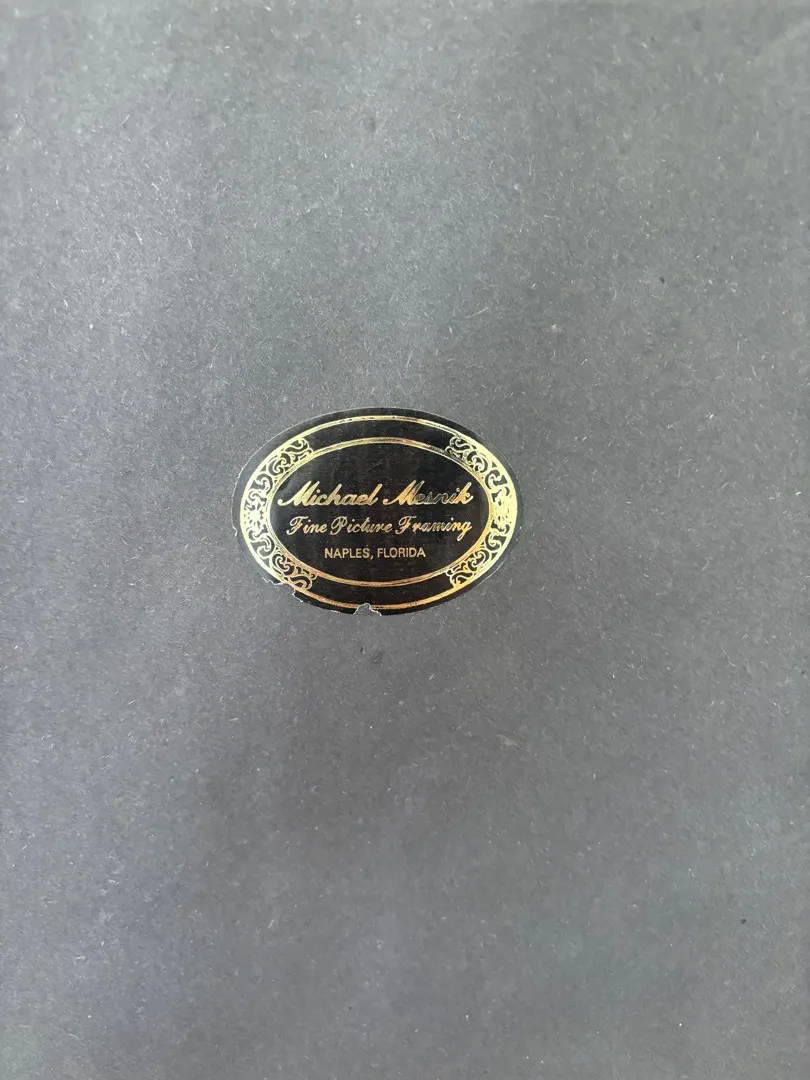 Michael Mesnik
Fine Picture Framing
NAPLES, FLORIDA